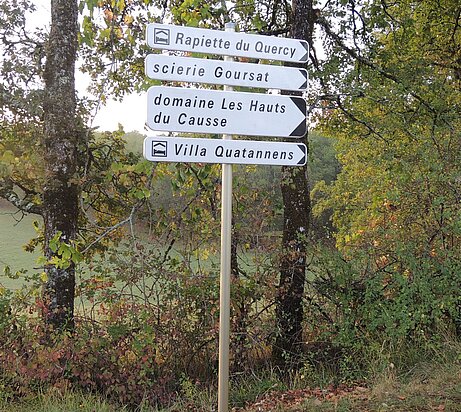 Rapiette du Quercy
scierie Goursat
domaine Les Hauts
du Causse
Villa Quatannens